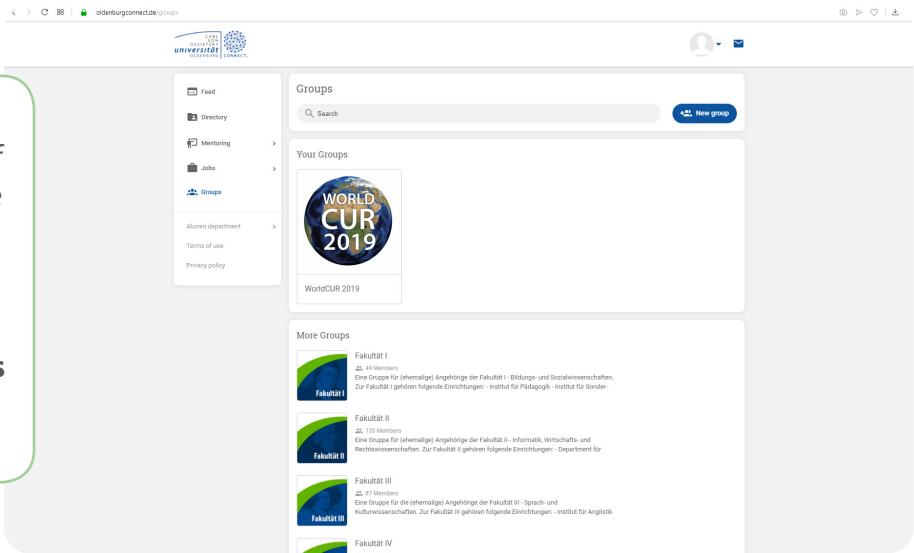 oldenburgconnect.de/groups
CARL
VON
OSSIETZKY
universität
OLDENBURG CONNECT.
Feed
Directory
Mentoring
Jobs
Groups
Alumni department
Terms of use
Privacy policy
Groups
Search
New group
Your Groups
WORLD
CUR
2019
WorldCUR 2019
More Groups
Fakultät I
Fakultät I
49 Members
Eine Gruppe für (ehemalige) Angehörige der Fakultät I - Bildungs- und Sozialwissenschaften.
Zur Fakultät I gehören folgende Einrichtungen: - Institut für Pädagogik - Institut für Sonder-
Fakultät II
Fakultät II
135 Members
Eine Gruppe für (ehemalige) Angehörige der Fakultät II - Informatik, Wirtschafts- und
Rechtswissenschaften. Zur Fakultät II gehören folgende Einrichtungen: - Department für
Fakultät III
Fakultät III
87 Members
Eine Gruppe für die (ehemalige) Angehörige der Fakultät III - Sprach- und
Kulturwissenschaften. Zur Fakultät III gehören folgende Einrichtungen: - Institut für Anglistik
Fakultät IV